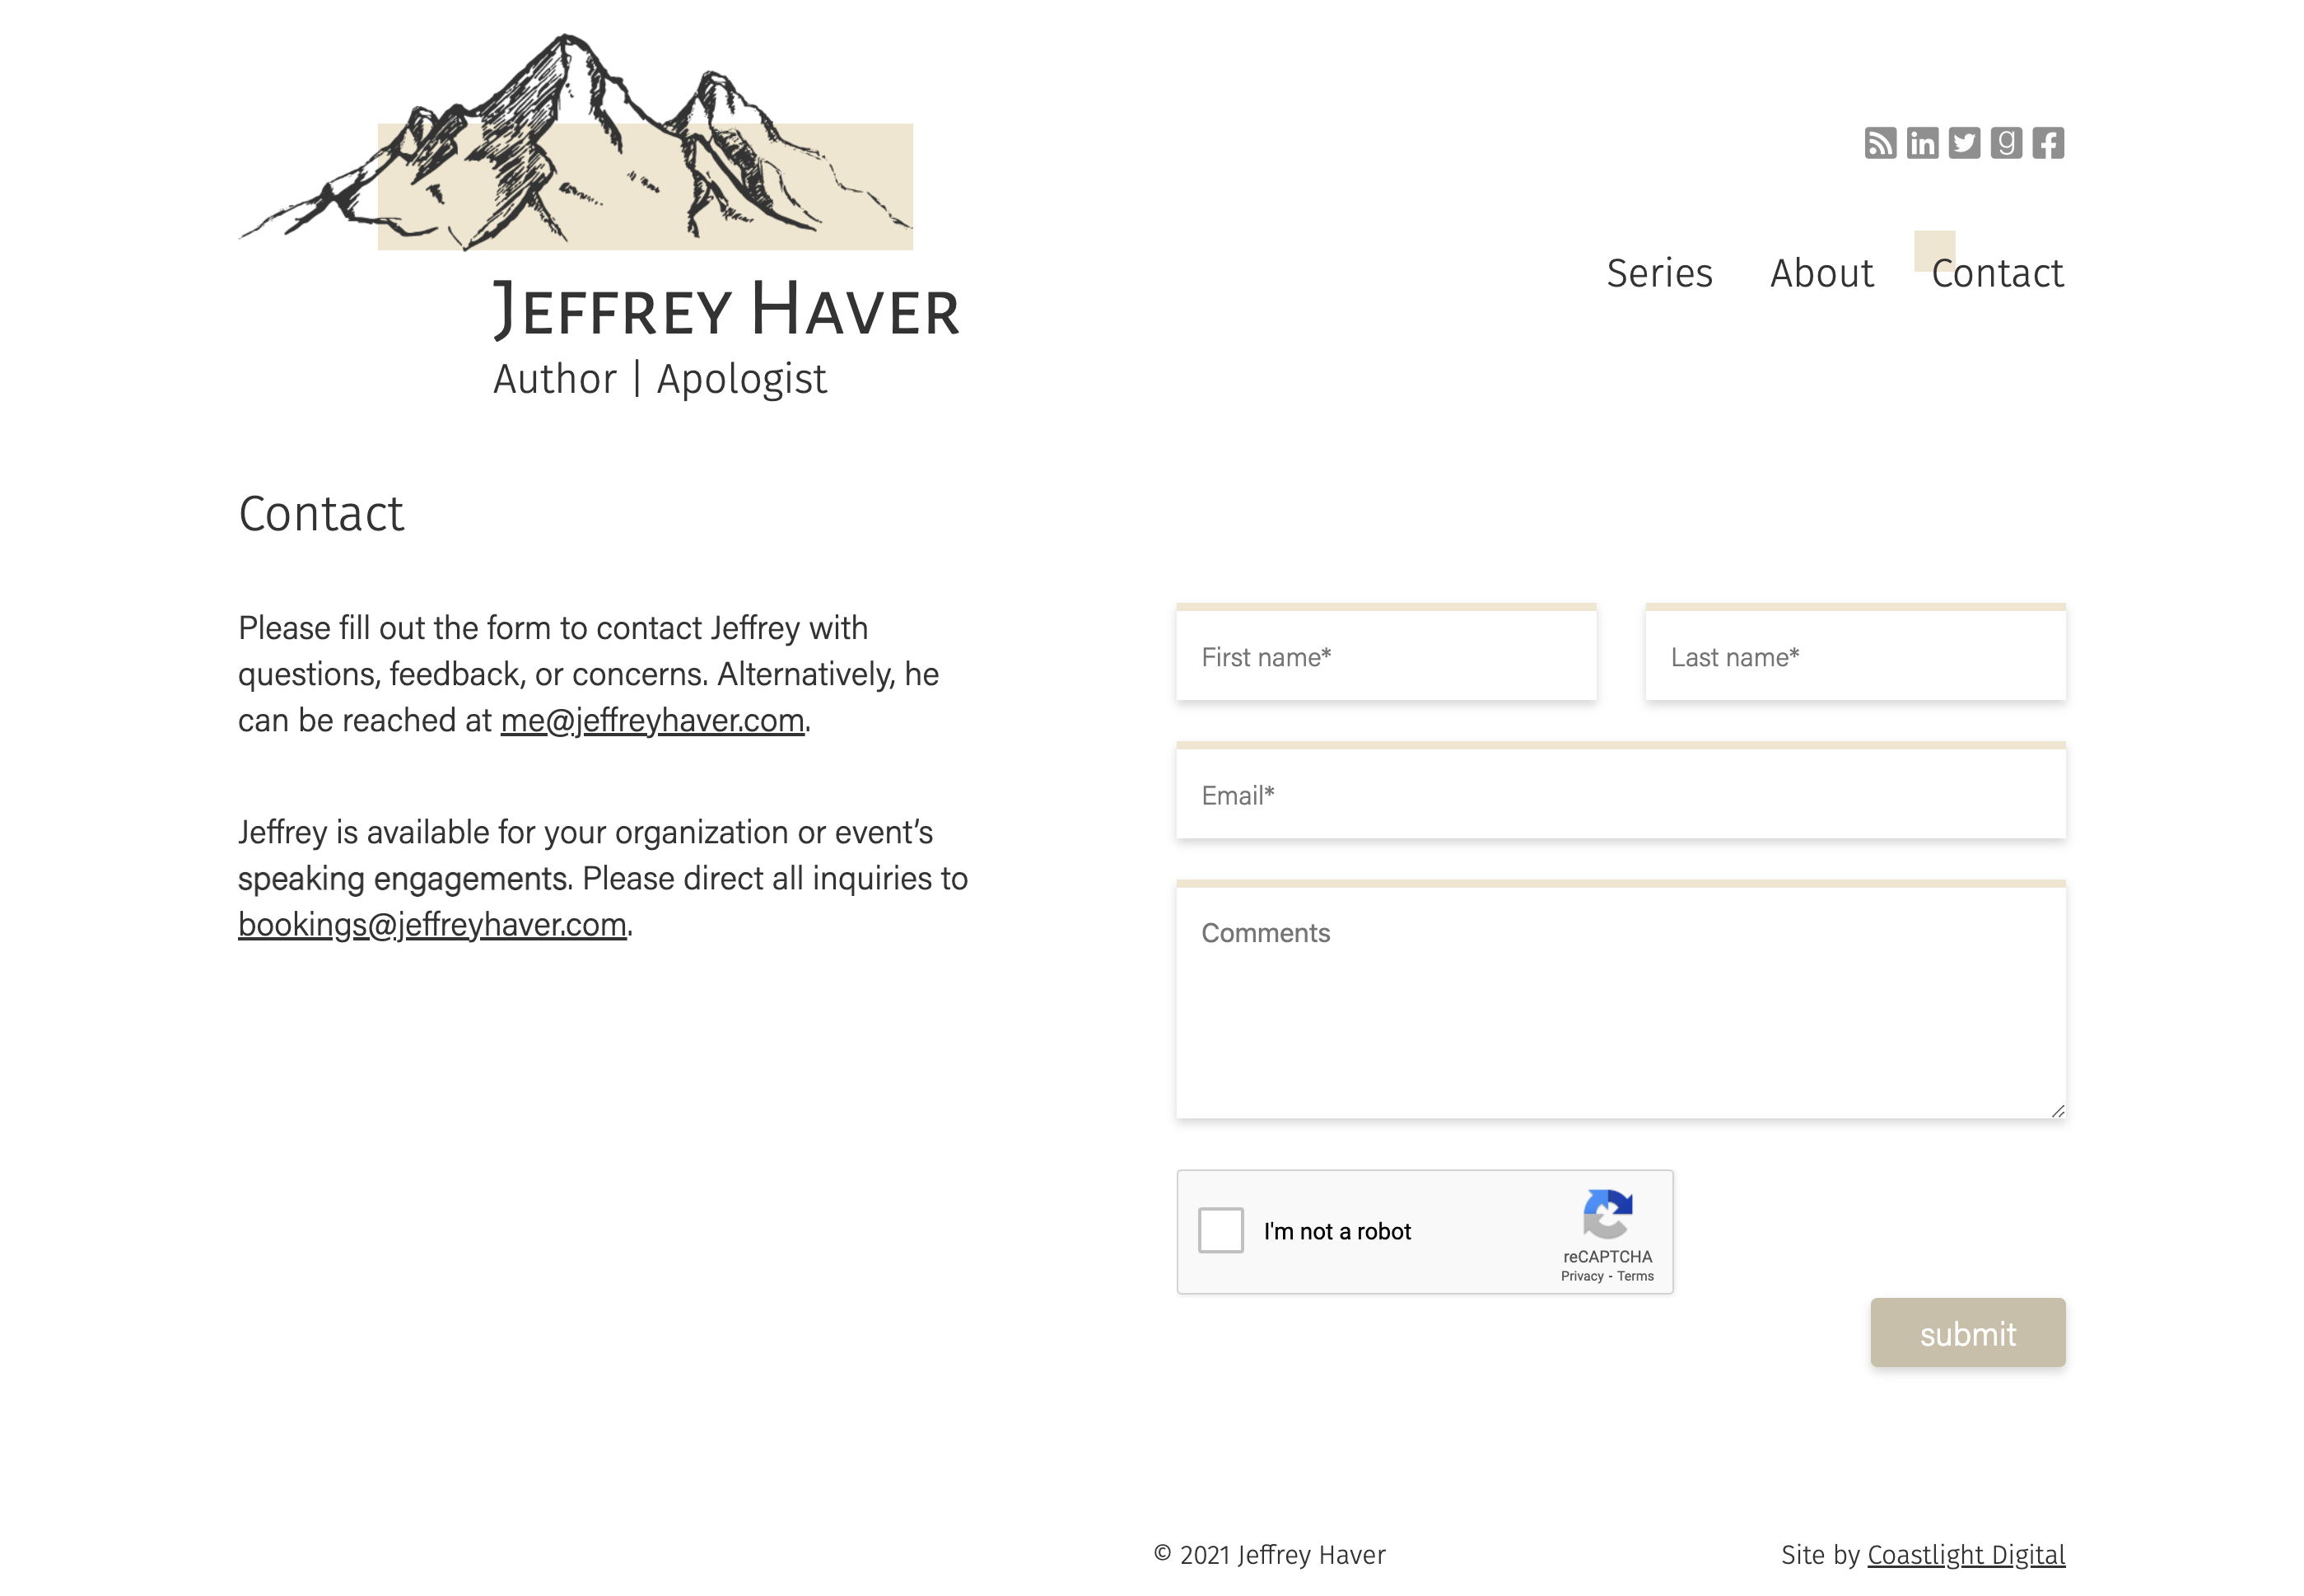 JEFFREY HAVER
Author | Apologist
Series About Contact
Contact
Please fill out the form to contact Jeffrey with
questions, feedback, or concerns. Alternatively, he
can be reached at me@jeffreyhaver.com.
Jeffrey is available for your organization or event’s
speaking engagements. Please direct all inquiries to
bookings@jeffreyhaver.com.
First name* Last name*
Email*
Comments
I'm not a robot
reCAPTCHA
Privacy - Terms
submit
© 2021 Jeffrey Haver
Site by Coastlight Digital